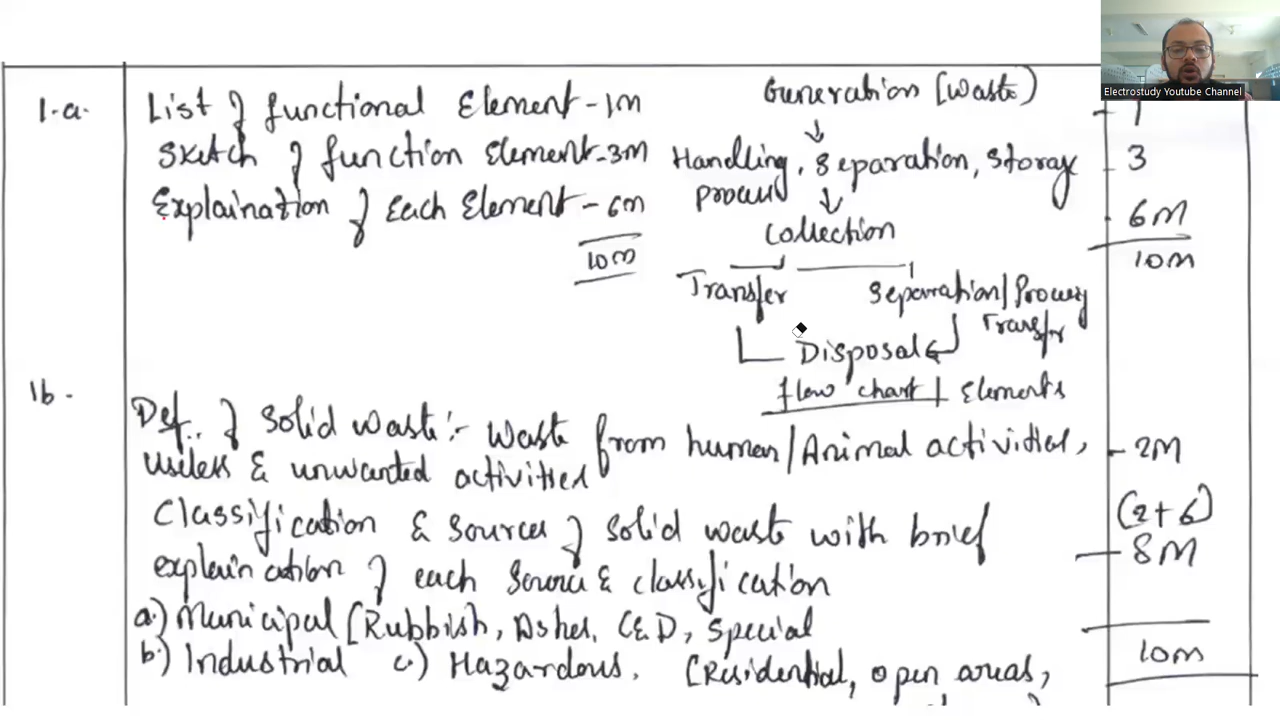 1.a.
List of functional Element - 1M
Sketch of function Element - 3M
Explaination of Each Element - 6M
10M
Generation (Waste)
Handling, Separation, Storage
process
Collection
Transfer
Separation/Process
Transfer
Disposal
flow chart + Elements
1
3
6M
10M
Electrostudy Youtube Channel
1b.
Def. of Solid Waste :- Waste from human/Animal activities,
useless & unwanted activities
Classification & Sources of Solid waste with brief
explaination of each Source & classification
a.) Municipal [Rubbish, Ashes, C&D, Special
b.) Industrial c.) Hazardous. [Residential, open areas,
2M
(2+6)
8M
10M